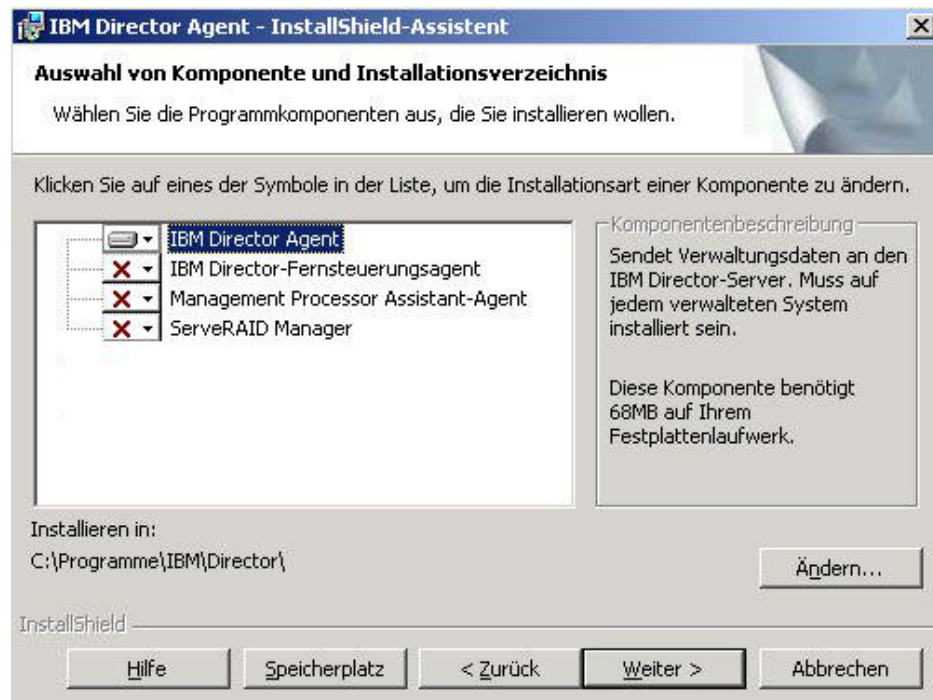 IBM Director Agent - InstallShield-Assistent
Auswahl von Komponente und Installationsverzeichnis
Wählen Sie die Programmkomponenten aus, die Sie installieren wollen.
Klicken Sie auf eines der Symbole in der Liste, um die Installationsart einer Komponente zu ändern.
IBM Director Agent
IBM Director-Fernsteuerungsagent
Management Processor Assistant-Agent
ServeRAID Manager
Komponentenbeschreibung
Sendet Verwaltungsdaten an den
IBM Director-Server. Muss auf
jedem verwalteten System
installiert sein.
Diese Komponente benötigt
68MB auf Ihrem
Festplattenlaufwerk.
Installieren in:
C:\Programme\IBM\Director\
Ändern...
InstallShield
Hilfe
Speicherplatz
< Zurück
Weiter >
Abbrechen